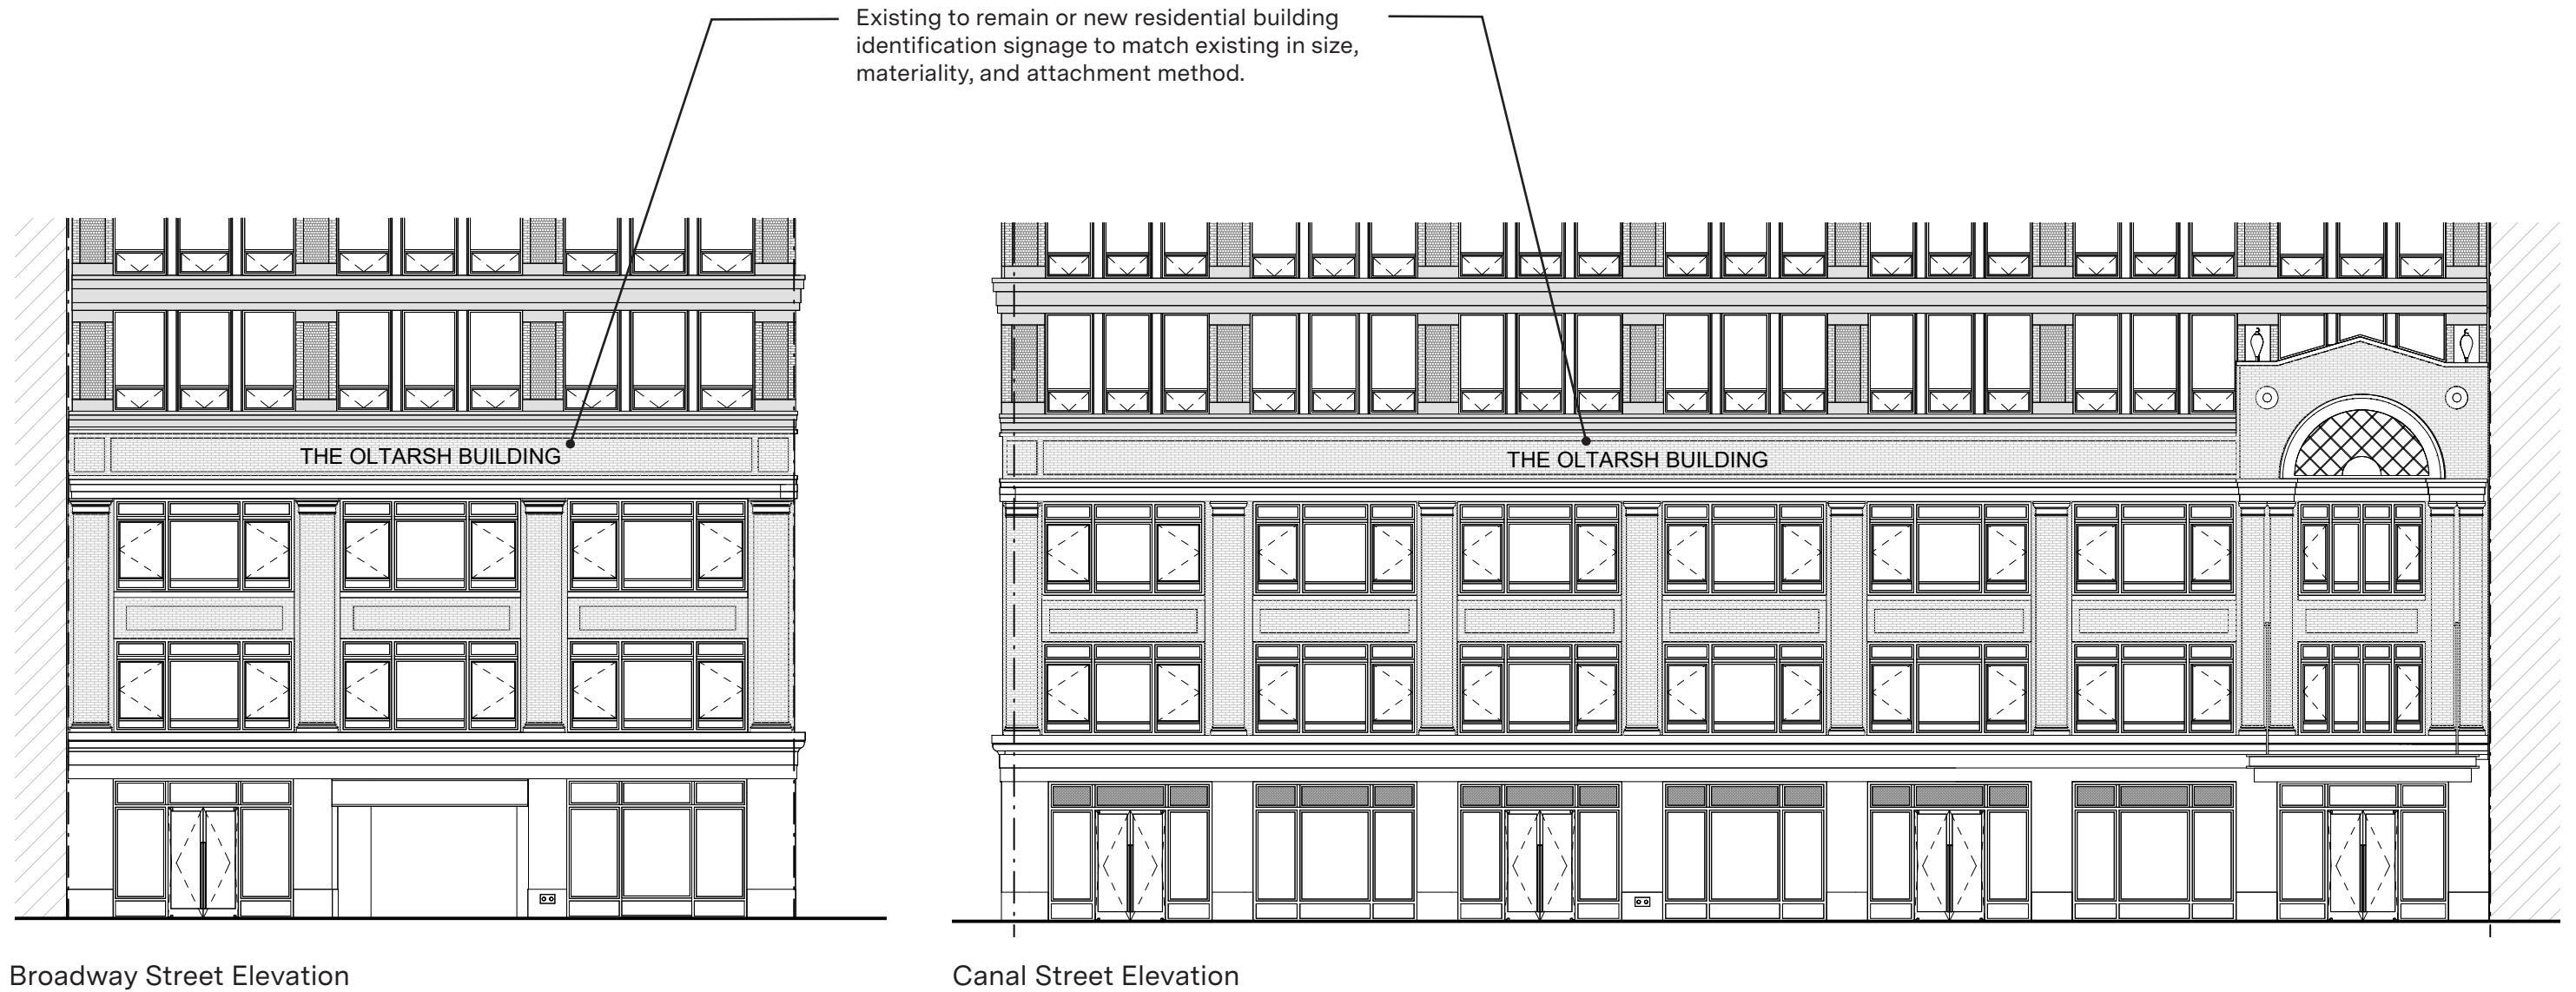 Existing to remain or new residential building
identification signage to match existing in size,
materiality, and attachment method.
THE OLTARSH BUILDING
THE OLTARSH BUILDING
Broadway Street Elevation
Canal Street Elevation